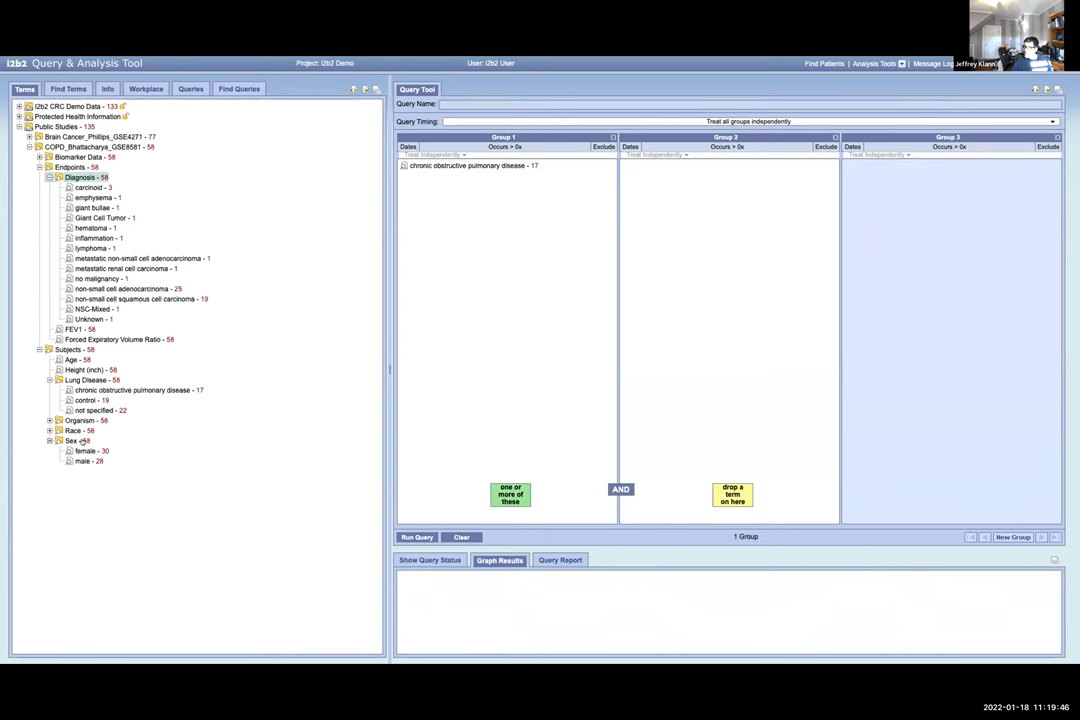 i2b2 Query & Analysis Tool
Project: i2b2 Demo
User: i2b2 User
Find Patients | Analysis Tools
Message Log
Jeffrey Klann
Terms
Find Terms
Info
Workplace
Queries
Find Queries
I2b2 CRC Demo Data - 133
Protected Health Information
Public Studies - 135
Brain Cancer_Phillips_GSE4271 - 77
COPD_Bhattacharya_GSE8581 - 58
Biomarker Data - 58
Endpoints - 58
Diagnosis - 58
carcinoid - 3
emphysema - 1
giant bullae - 1
Giant Cell Tumor - 1
hematoma - 1
inflammation - 1
lymphoma - 1
metastatic non-small cell adenocarcinoma - 1
metastatic renal cell carcinoma - 1
no malignancy - 1
non-small cell adenocarcinoma - 25
non-small cell squamous cell carcinoma - 19
NSC-Mixed - 1
Unknown - 1
FEV1 - 58
Forced Expiratory Volume Ratio - 58
Subjects - 58
Age - 58
Height (inch) - 58
Lung Disease - 58
chronic obstructive pulmonary disease - 17
control - 19
not specified - 22
Organism - 58
Race - 58
Sex - 58
female - 30
male - 28
Query Tool
Query Name:
Query Timing:
Treat all groups independently
Group 1
Group 2
Group 3
Dates
Occurs > 0x
Exclude
Dates
Occurs > 0x
Exclude
Dates
Occurs > 0x
Exclude
Treat Independently
Treat Independently
Treat Independently
chronic obstructive pulmonary disease - 17
one or
more of
these
AND
drop a
term
on here
Run Query
Clear
1 Group
New Group
Show Query Status
Graph Results
Query Report
2022-01-18 11:19:46